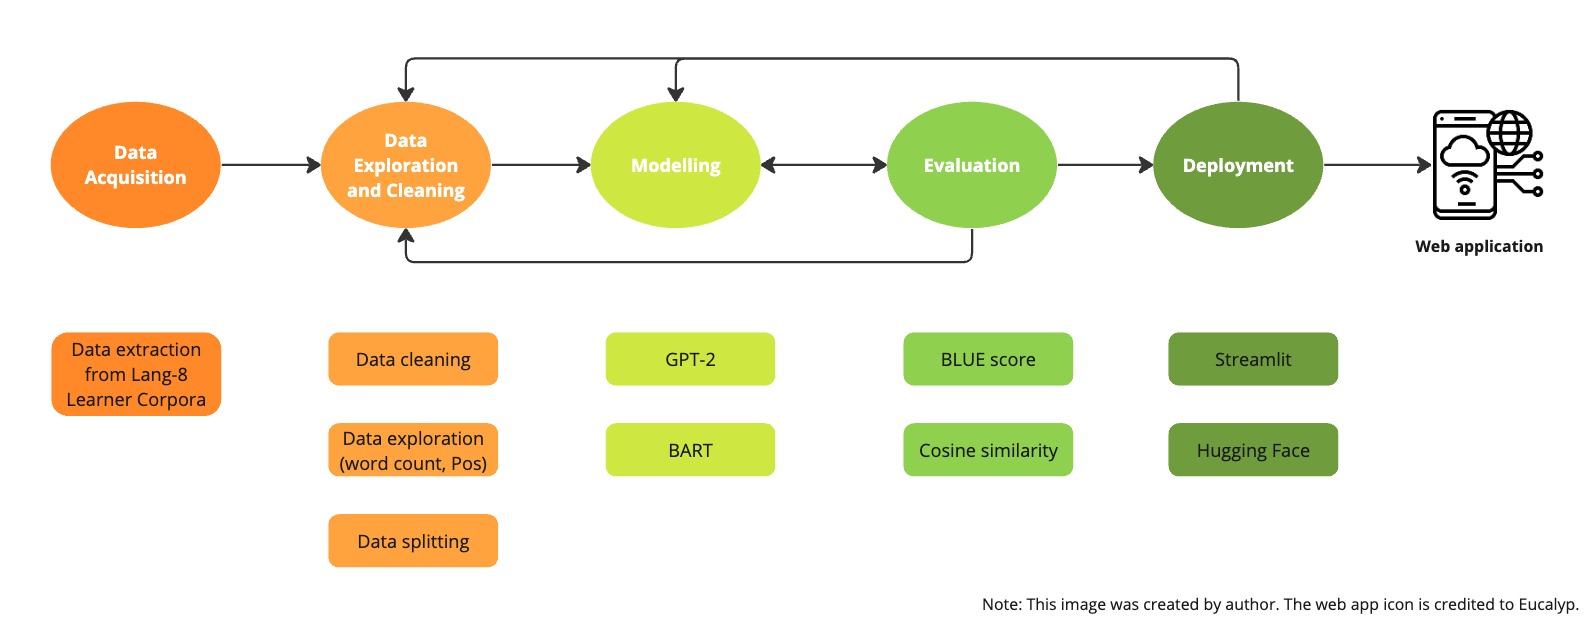 Data
Acquisition
Data
Exploration
and Cleaning
Modelling
Evaluation
Deployment
Web application
Data extraction
from Lang-8
Learner Corpora
Data cleaning
Data exploration
(word count, Pos)
Data splitting
GPT-2
BART
BLUE score
Cosine similarity
Streamlit
Hugging Face
Note: This image was created by author. The web app icon is credited to Eucalyp.